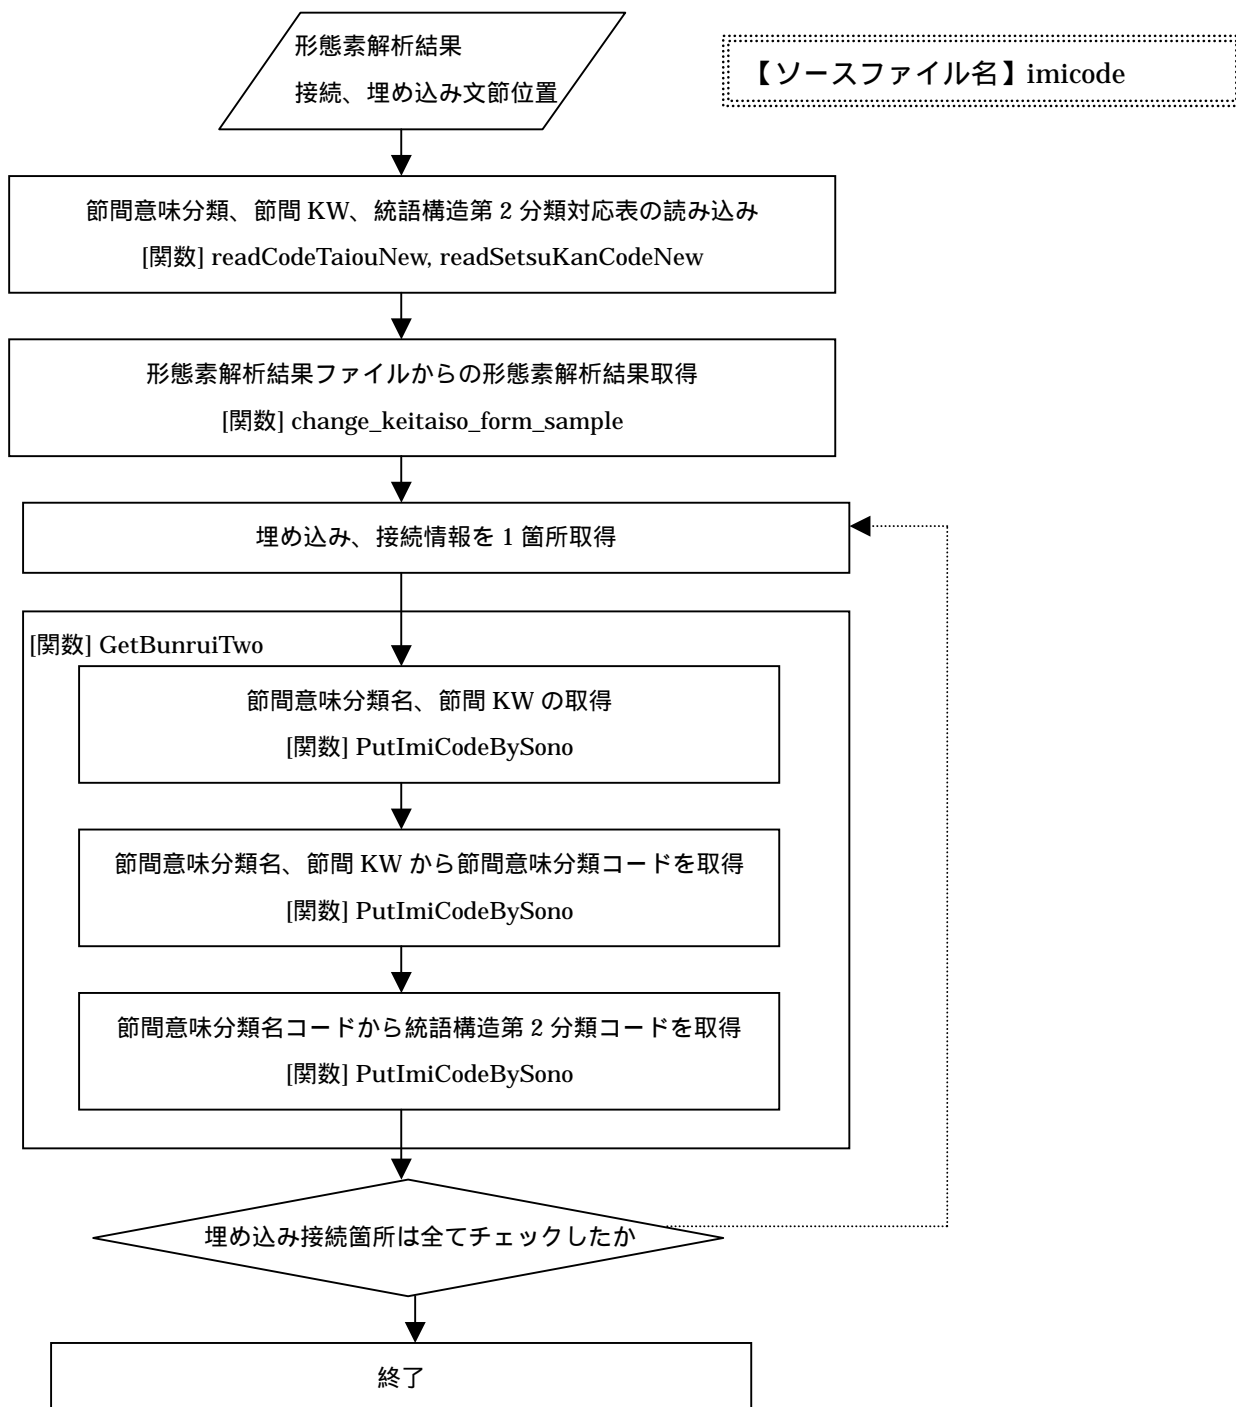 形態素解析結果
接続、埋め込み文節位置
【ソースファイル名】imicode
節間意味分類、節間 KW、統語構造第 2 分類対応表の読み込み
[関数] readCodeTaiouNew, readSetsuKanCodeNew
形態素解析結果ファイルからの形態素解析結果取得
[関数] change_keitaiso_form_sample
埋め込み、接続情報を 1 箇所取得
[関数] GetBunruiTwo
節間意味分類名、節間 KW の取得
[関数] PutImiCodeBySono
節間意味分類名、節間 KW から節間意味分類コードを取得
[関数] PutImiCodeBySono
節間意味分類名コードから統語構造第 2 分類コードを取得
[関数] PutImiCodeBySono
埋め込み接続箇所は全てチェックしたか
終了